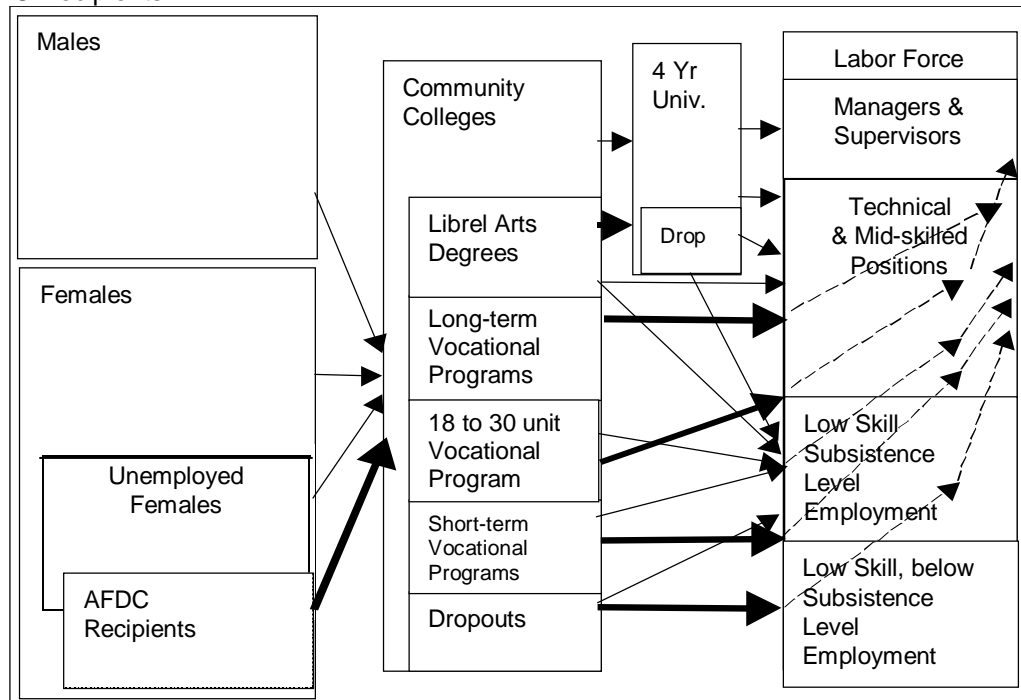 Males
Females
Unemployed
Females
AFDC
Recipients
Community
Colleges
Librel Arts
Degrees
Long-term
Vocational
Programs
18 to 30 unit
Vocational
Program
Short-term
Vocational
Programs
Dropouts
4 Yr
Univ.
Drop
Labor Force
Managers &
Supervisors
Technical
& Mid-skilled
Positions
Low Skill
Subsistence
Level
Employment
Low Skill, below
Subsistence
Level
Employment